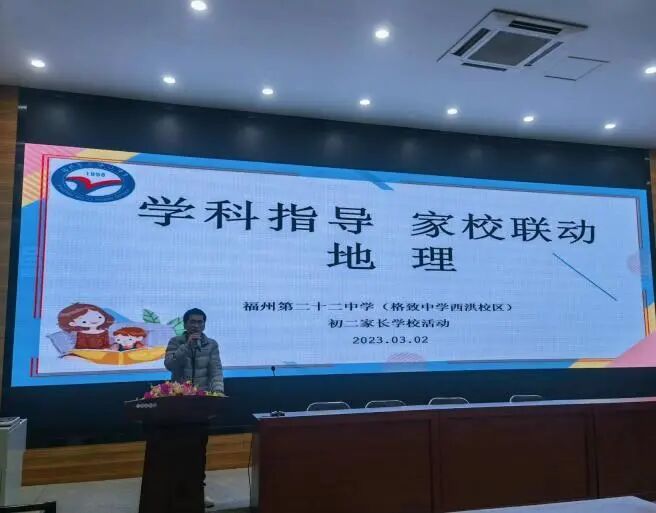 1898
学科指导 家校联动
地 理
福州第二十二中学（格致中学西洪校区）
初二家长学校活动
2023.03.02